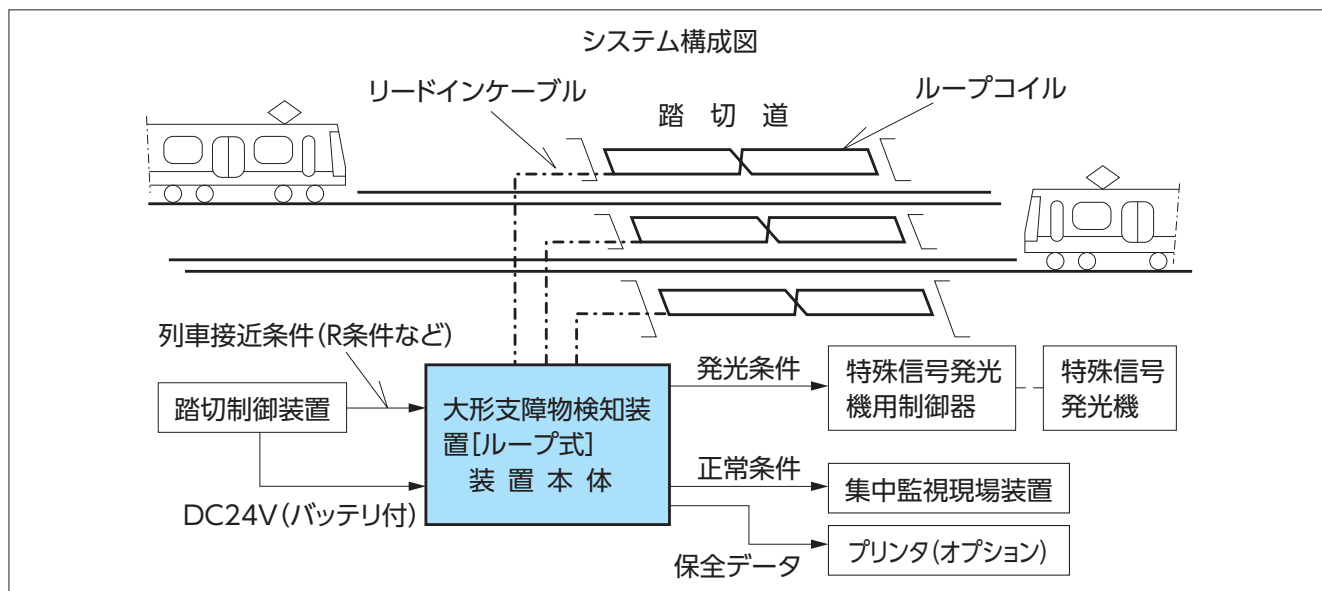 システム構成図
リードインケーブル
ループコイル
踏切道
列車接近条件(R条件など)
踏切制御装置
DC24V(バッテリ付)
大形支障物検知装
置[ループ式]
装置本体
発光条件
特殊信号発光
機用制御器
特殊信号
発光機
正常条件
集中監視現場装置
保全データ
プリンタ(オプション)